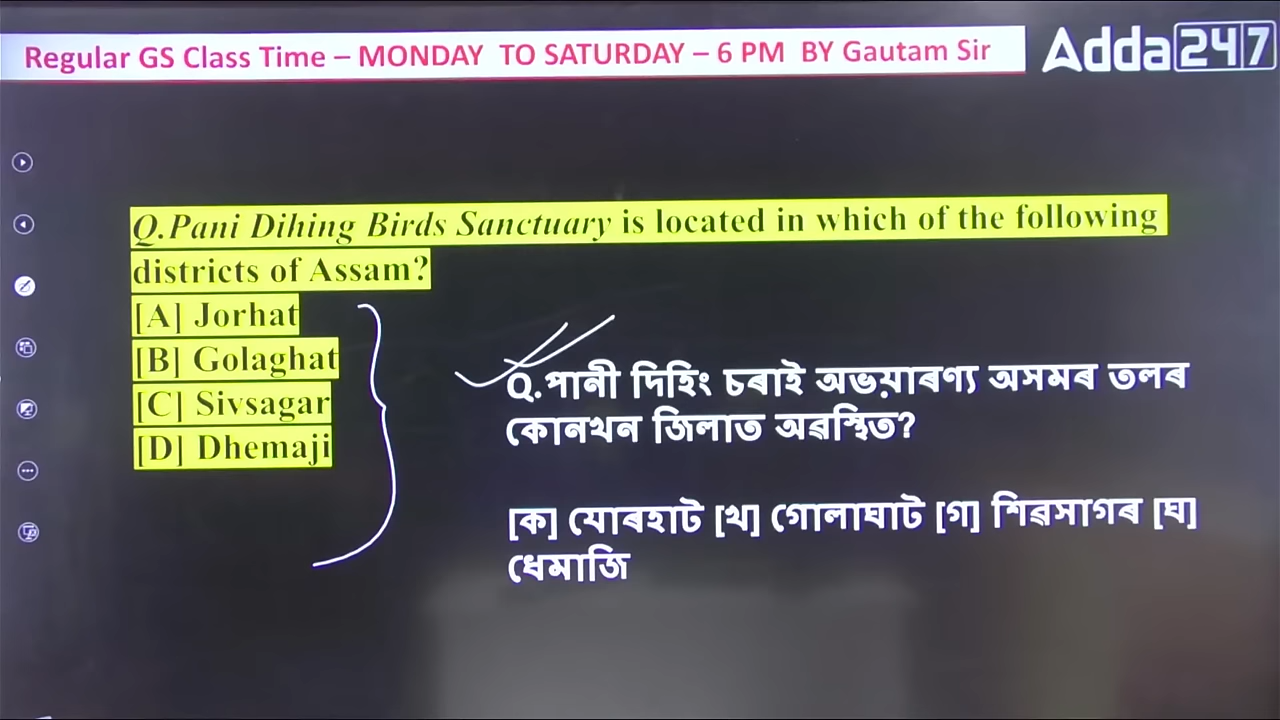 Regular GS Class Time – MONDAY TO SATURDAY – 6 PM BY Gautam Sir
Adda247
Q.Pani Dihing Birds Sanctuary is located in which of the following
districts of Assam?
[A] Jorhat
[B] Golaghat
[C] Sivsagar
[D] Dhemaji
Q.পানী দিহিং চৰাই অভয়াৰণ্য অসমৰ তলৰ
কোনখন জিলাত অৱস্থিত?
[ক] যোৰহাট [খ] গোলাঘাট [গ] শিৱসাগৰ [ঘ]
ধেমাজি